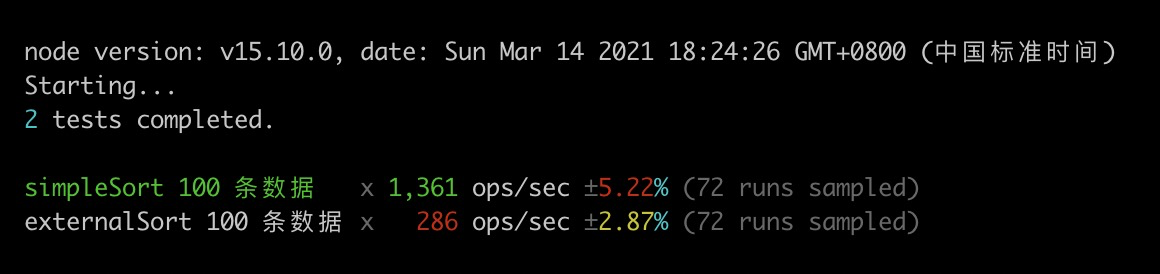 node version: v15.10.0, date: Sun Mar 14 2021 18:24:26 GMT+0800 (中国标准时间)
Starting...
2 tests completed.
simpleSort 100 条数据 x 1,361 ops/sec ±5.22% (72 runs sampled)
externalSort 100 条数据 x 286 ops/sec ±2.87% (72 runs sampled)